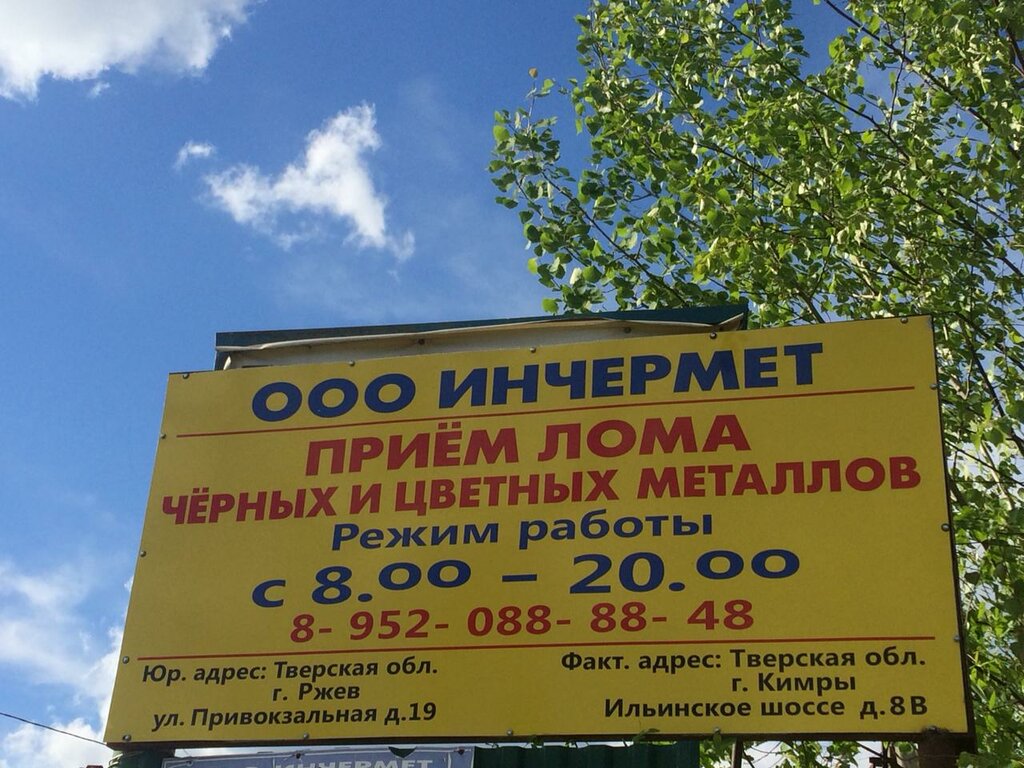 ООО ИНЧЕРМЕТ
ПРИЁМ ЛОМА
ЧЁРНЫХ И ЦВЕТНЫХ МЕТАЛЛОВ
Режим работы
с 8.00 – 20.00
8- 952- 088- 88- 48
Юр. адрес: Тверская обл.
г. Ржев
ул. Привокзальная д.19
Факт. адрес: Тверская обл.
г. Кимры
Ильинское шоссе д.8В
ИНЧЕРМЕТ